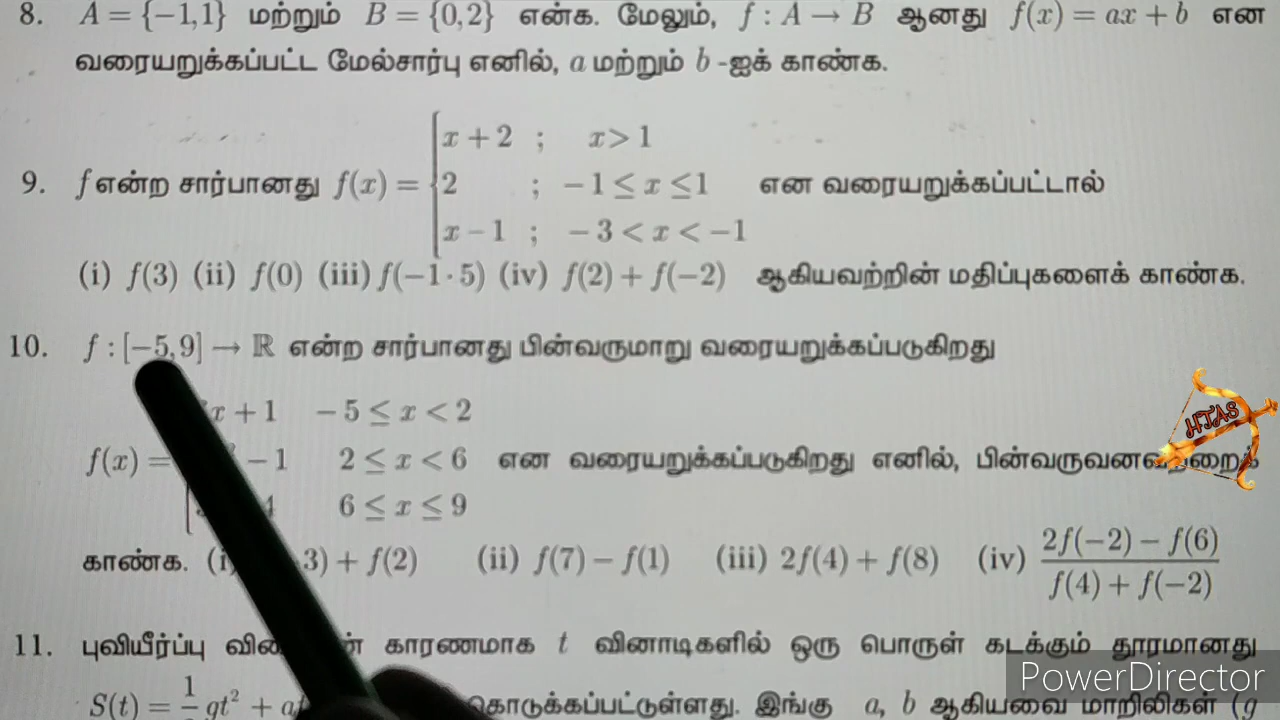 8. A = {−1,1} மற்றும் B = {0,2} என்க. மேலும், f : A → B ஆனது f(x) = ax + b என
வரையறுக்கப்பட்ட மேல்சார்பு எனில், a மற்றும் b -ஐக் காண்க.
x + 2 ; x > 1
9. f என்ற சார்பானது f(x) = { 2 ; −1 ≤ x ≤ 1 என வரையறுக்கப்பட்டால்
x − 1 ; −3 < x < −1
(i) f(3) (ii) f(0) (iii) f(−1·5) (iv) f(2) + f(−2) ஆகியவற்றின் மதிப்புகளைக் காண்க.
10. f : [−5,9] → ℝ என்ற சார்பானது பின்வருமாறு வரையறுக்கப்படுகிறது
x + 1 −5 ≤ x < 2
f(x) = − 1 2 ≤ x < 6 என வரையறுக்கப்படுகிறது எனில்,
6 ≤ x ≤ 9
HTAS
காண்க. 3) + f(2) (ii) f(7) − f(1) (iii) 2f(4) + f(8) (iv) \frac{2f(−2) − f(6)}{f(4) + f(−2)}
11. புவியீர்ப்பு காரணமாக t வினாடிகளில் ஒரு பொருள் கடக்கும் தூரமானது
PowerDirector
S(t) = \frac{1}{2} gt² + கொடுக்கப்பட்டுள்ளது. இங்கு a, b ஆகியவை மாறிலிகள் (g